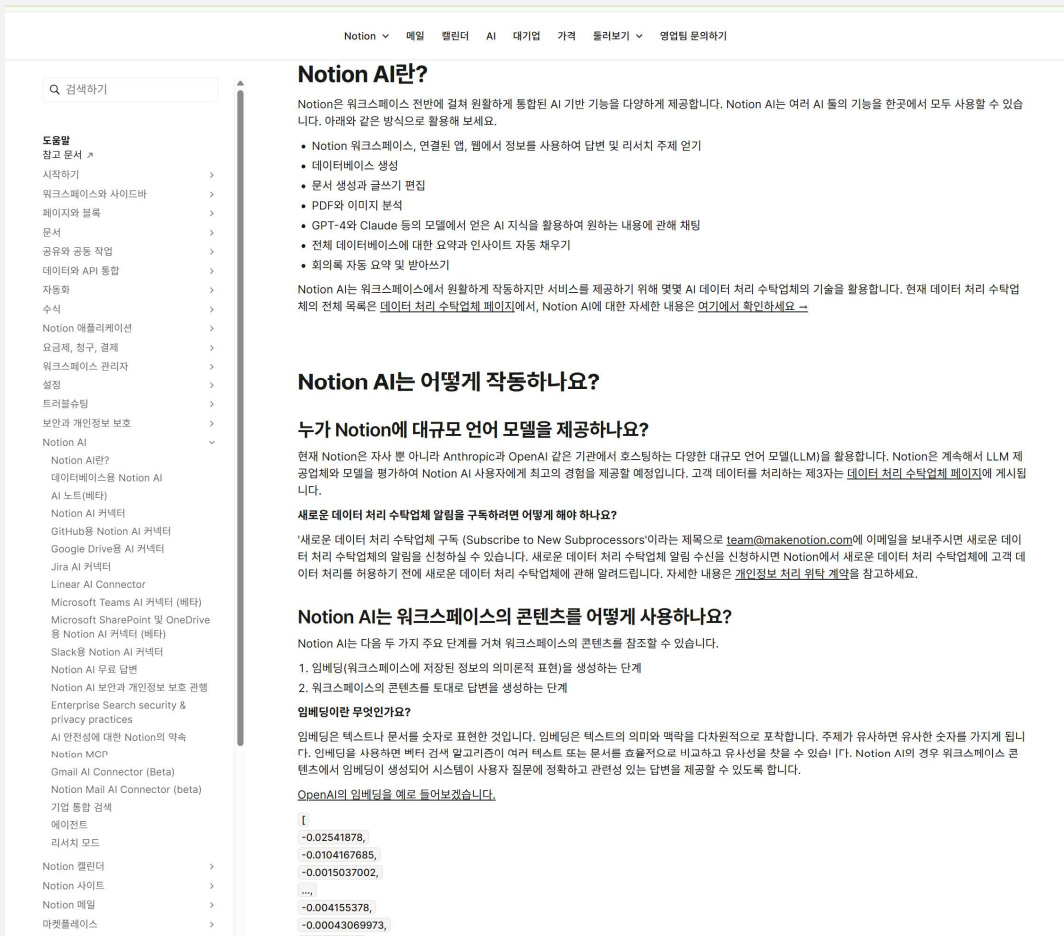 Notion 메일 캘린더 AI 대기업 가격 둘러보기 영업팀 문의하기
검색하기
도움말
참고 문서 ↗
시작하기
워크스페이스와 사이드바
페이지와 블록
문서
공유와 공동 작업
데이터와 API 통합
자동화
수식
Notion 애플리케이션
요금제, 청구, 결제
워크스페이스 관리자
설정
트러블슈팅
보안과 개인정보 보호
Notion AI
Notion AI란?
데이터베이스용 Notion AI
AI 노트(베타)
Notion AI 커넥터
GitHub용 Notion AI 커넥터
Google Drive용 AI 커넥터
Jira AI 커넥터
Linear AI Connector
Microsoft Teams AI 커넥터 (베타)
Microsoft SharePoint 및 OneDrive
용 Notion AI 커넥터 (베타)
Slack용 Notion AI 커넥터
Notion AI 무료 답변
Notion AI 보안과 개인정보 보호 관행
Enterprise Search security &
privacy practices
AI 안전성에 대한 Notion의 약속
Notion MCP
Gmail AI Connector (Beta)
Notion Mail AI Connector (beta)
기업 통합 검색
에이전트
리서치 모드
Notion 캘린더
Notion 사이트
Notion 메일
마켓플레이스
Notion AI란?
Notion은 워크스페이스 전반에 걸쳐 원활하게 통합된 AI 기반 기능을 다양하게 제공합니다. Notion AI는 여러 AI 툴의 기능을 한곳에서 모두 사용할 수 있습
니다. 아래와 같은 방식으로 활용해 보세요.
• Notion 워크스페이스, 연결된 앱, 웹에서 정보를 사용하여 답변 및 리서치 주제 얻기
• 데이터베이스 생성
• 문서 생성과 글쓰기 편집
• PDF와 이미지 분석
• GPT-4와 Claude 등의 모델에서 얻은 AI 지식을 활용하여 원하는 내용에 관해 채팅
• 전체 데이터베이스에 대한 요약과 인사이트 자동 채우기
• 회의록 자동 요약 및 받아쓰기
Notion AI는 워크스페이스에서 원활하게 작동하지만 서비스를 제공하기 위해 몇몇 AI 데이터 처리 수탁업체의 기술을 활용합니다. 현재 데이터 처리 수탁업
체의 전체 목록은 데이터 처리 수탁업체 페이지에서, Notion AI에 대한 자세한 내용은 여기에서 확인하세요 →
Notion AI는 어떻게 작동하나요?
누가 Notion에 대규모 언어 모델을 제공하나요?
현재 Notion은 자사 뿐 아니라 Anthropic과 OpenAI 같은 기관에서 호스팅하는 다양한 대규모 언어 모델(LLM)을 활용합니다. Notion은 계속해서 LLM 제
공업체와 모델을 평가하여 Notion AI 사용자에게 최고의 경험을 제공할 예정입니다. 고객 데이터를 처리하는 제3자는 데이터 처리 수탁업체 페이지에 게시됩
니다.
새로운 데이터 처리 수탁업체 알림을 구독하려면 어떻게 해야 하나요?
'새로운 데이터 처리 수탁업체 구독 (Subscribe to New Subprocessors'이라는 제목으로 team@makenotion.com에 이메일을 보내주시면 새로운 데이
터 처리 수탁업체의 알림을 신청하실 수 있습니다. 새로운 데이터 처리 수탁업체 알림 수신을 신청하시면 Notion에서 새로운 데이터 처리 수탁업체에 고객 데
이터 처리를 허용하기 전에 새로운 데이터 처리 수탁업체에 관해 알려드립니다. 자세한 내용은 개인정보 처리 위탁 계약을 참고하세요.
Notion AI는 워크스페이스의 콘텐츠를 어떻게 사용하나요?
Notion AI는 다음 두 가지 주요 단계를 거쳐 워크스페이스의 콘텐츠를 참조할 수 있습니다.
1. 임베딩(워크스페이스에 저장된 정보의 의미론적 표현)을 생성하는 단계
2. 워크스페이스의 콘텐츠를 토대로 답변을 생성하는 단계
임베딩이란 무엇인가요?
임베딩은 텍스트나 문서를 숫자로 표현한 것입니다. 임베딩은 텍스트의 의미와 맥락을 다차원적으로 포착합니다. 주제가 유사하면 유사한 숫자를 가지게 됩니
다. 임베딩을 사용하면 벡터 검색 알고리즘이 여러 텍스트 또는 문서를 효율적으로 비교하고 유사성을 찾을 수 있습니다. Notion AI의 경우 워크스페이스 콘
텐츠에서 임베딩이 생성되어 시스템이 사용자 질문에 정확하고 관련성 있는 답변을 제공할 수 있도록 합니다.
OpenAI의 임베딩을 예로 들어보겠습니다.
[
-0.02541878,
-0.0104167685,
-0.0015037002,
...,
-0.004155378,
-0.00043069973,